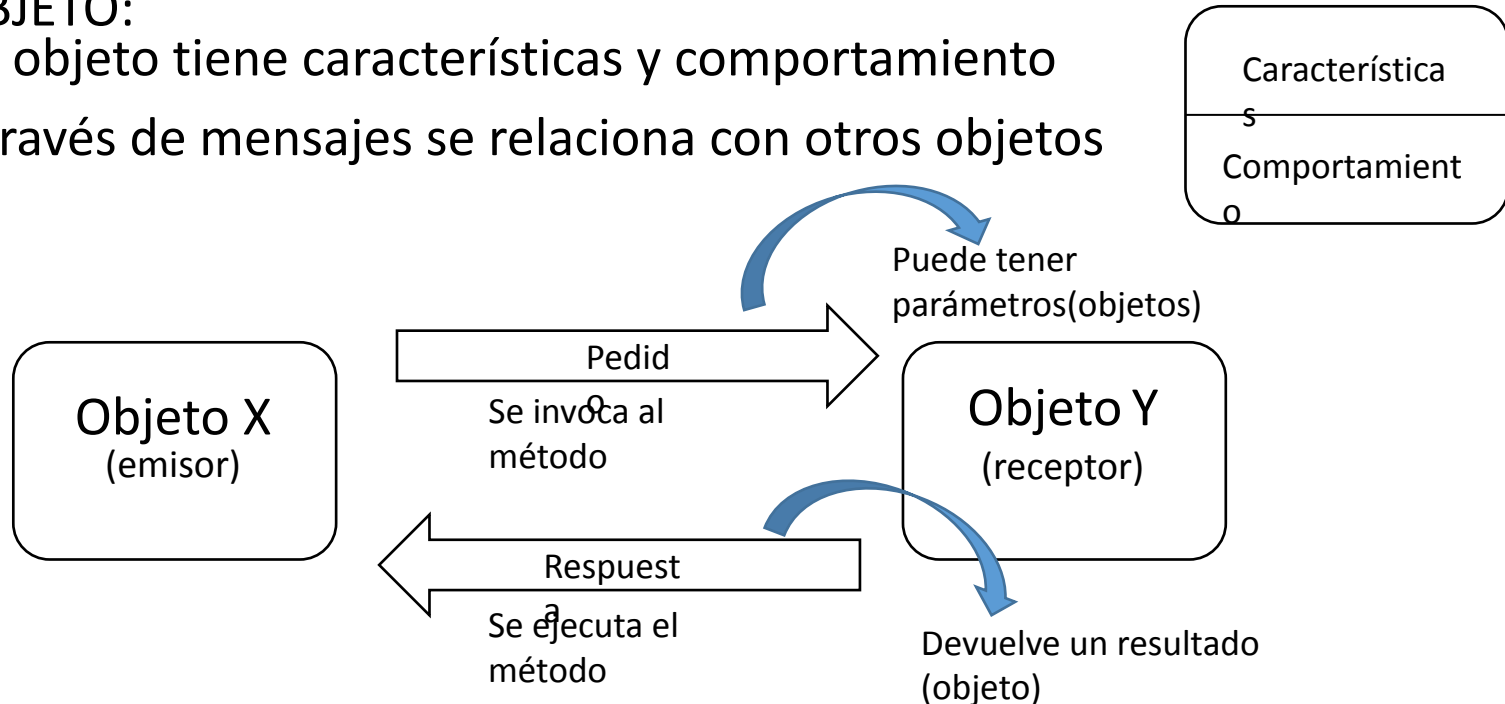 BJETO:
objeto tiene características y comportamiento
ravés de mensajes se relaciona con otros objetos
Característica
s
Comportamient
o
Puede tener
parámetros(objetos)
Pedid
o
Se invoca al
método
Objeto X
(emisor)
Objeto Y
(receptor)
Respuest
a
Se ejecuta el
método
Devuelve un resultado
(objeto)